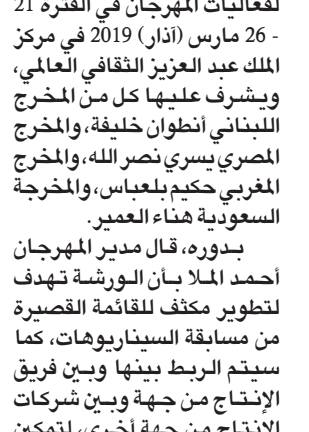 لفعاليات المهرجان في الفترة 21
- 26 مارس (آذار) 2019 في مركز
الملك عبد العزيز الثقافي العالمي،
ويشرف عليها كل من المخرج
اللبناني أنطوان خليفة، والمخرج
المصري يسري نصر الله، والمخرج
المغربي حكيم بلعباس، والمخرجة
السعودية هناء العمير.
بدوره، قال مدير المهرجان
أحمد الملا بأن الورشة تهدف
لتطوير مكثف للقائمة القصيرة
من مسابقة السيناريوهات، كما
سيتم الربط بينها وبين فريق
الإنتاج من جهة وبين شركات
الإنتاج من جهة أخرى، لتمكين